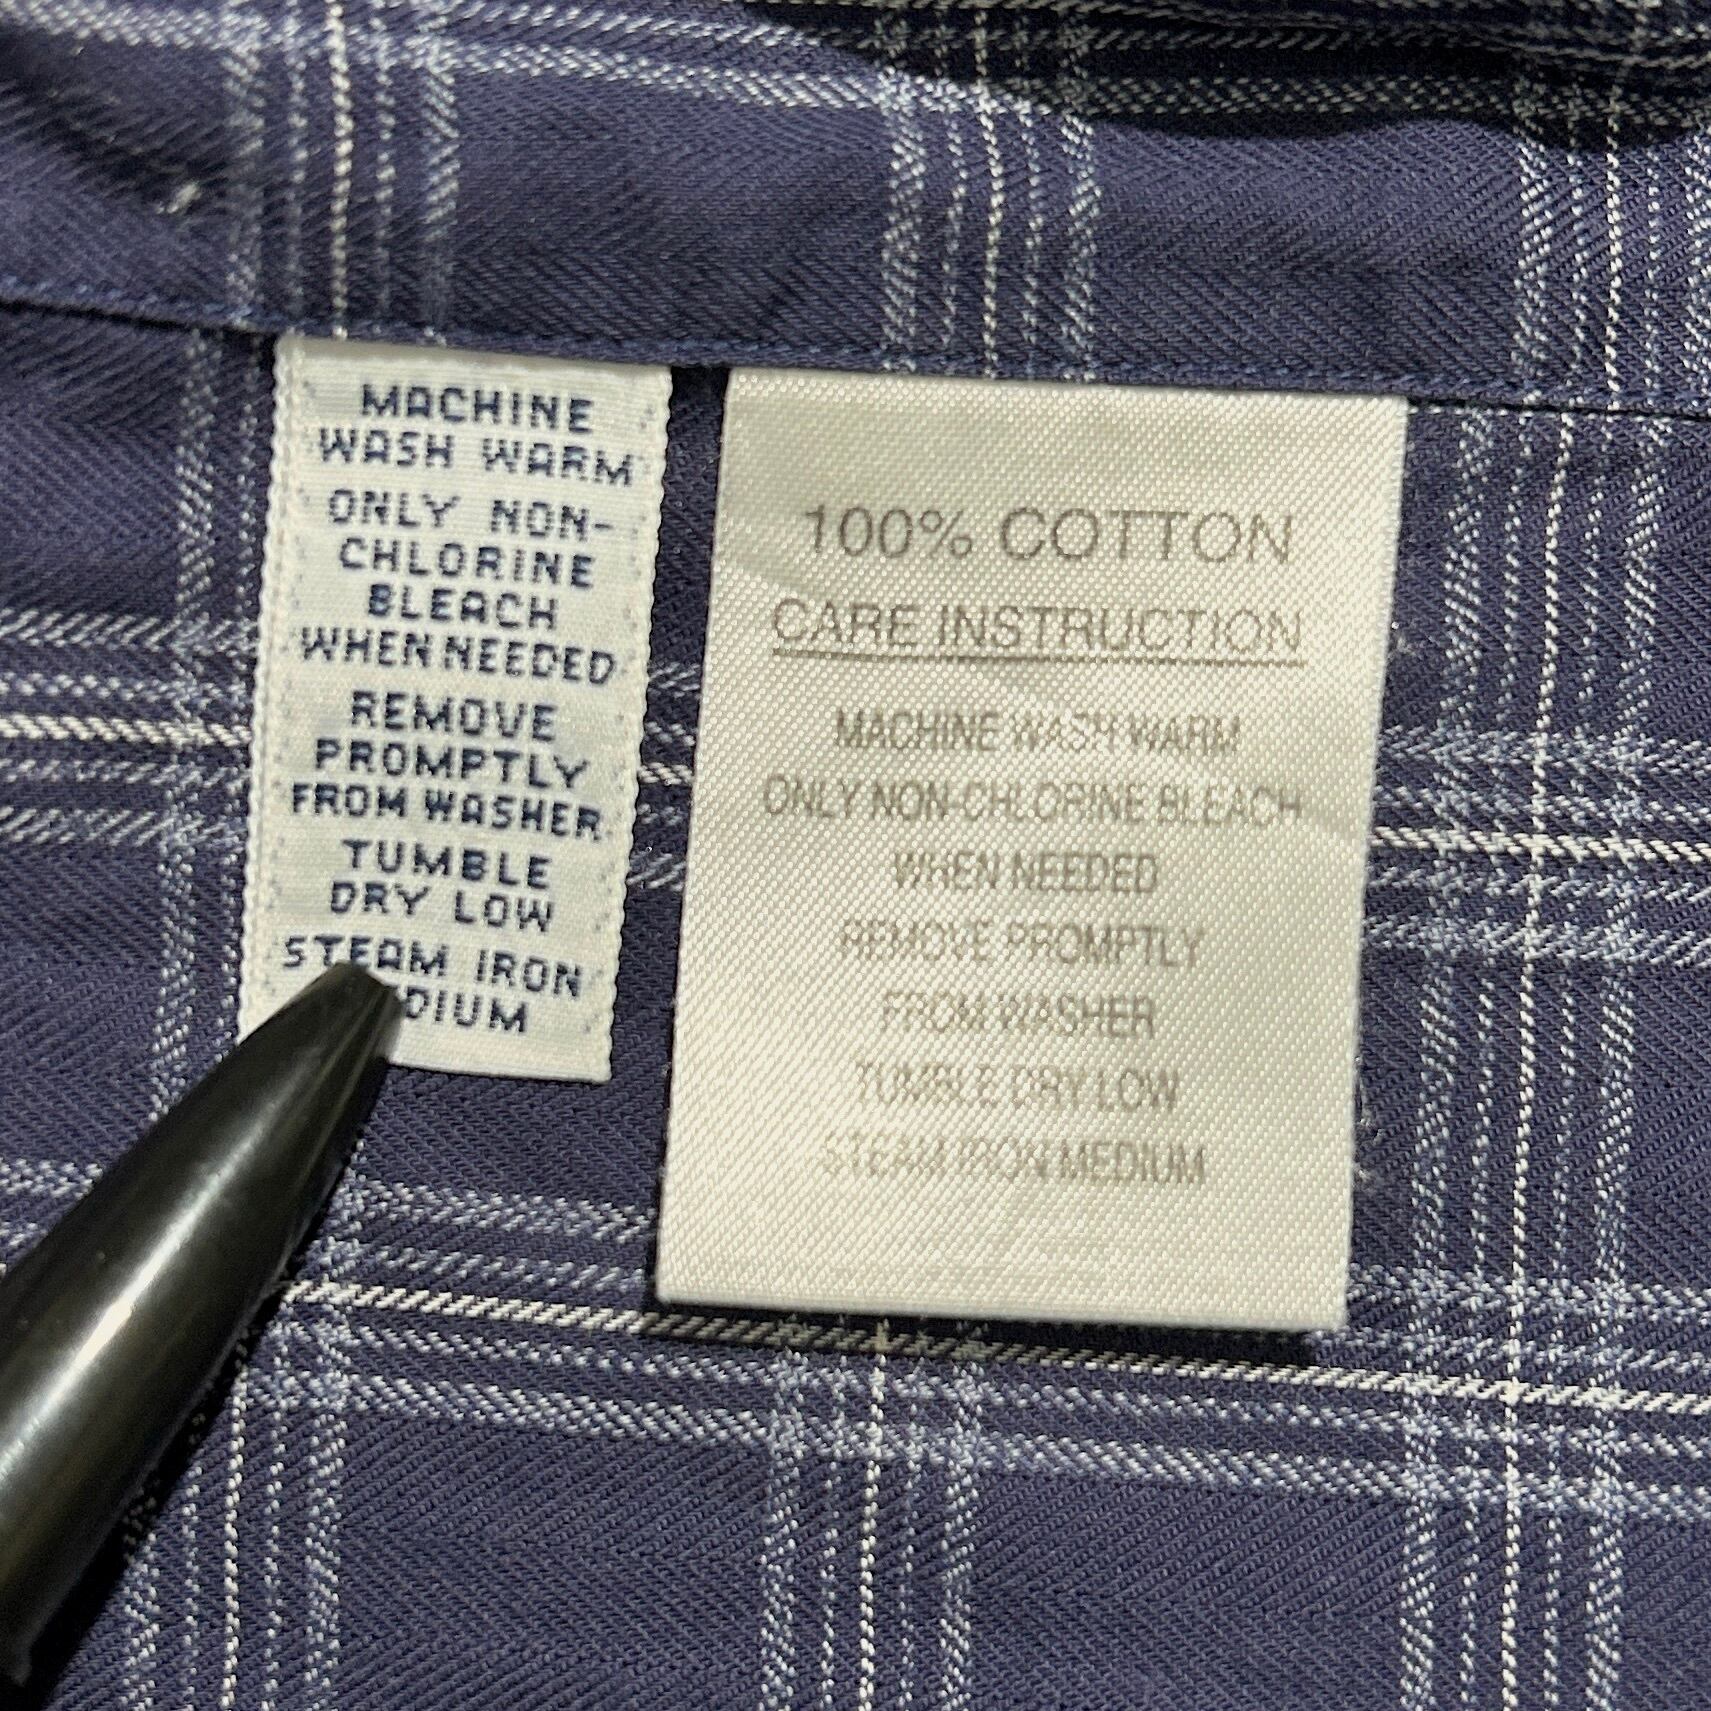 MACHINE
WASH WARM
ONLY NON-
CHLORINE
BLEACH
WHEN NEEDED
REMOVE
PROMPTLY
FROM WASHER
TUMBLE
DRY LOW
STEAM IRON
100% COTTON
CARE INSTRUCTION
MACHINE WASH WARM
ONLY NON-CHLORINE BLEACH
WHEN NEEDED
REMOVE PROMPTLY
FROM WASHER
TUMBLE DRY LOW
STEAM IRON MEDIUM